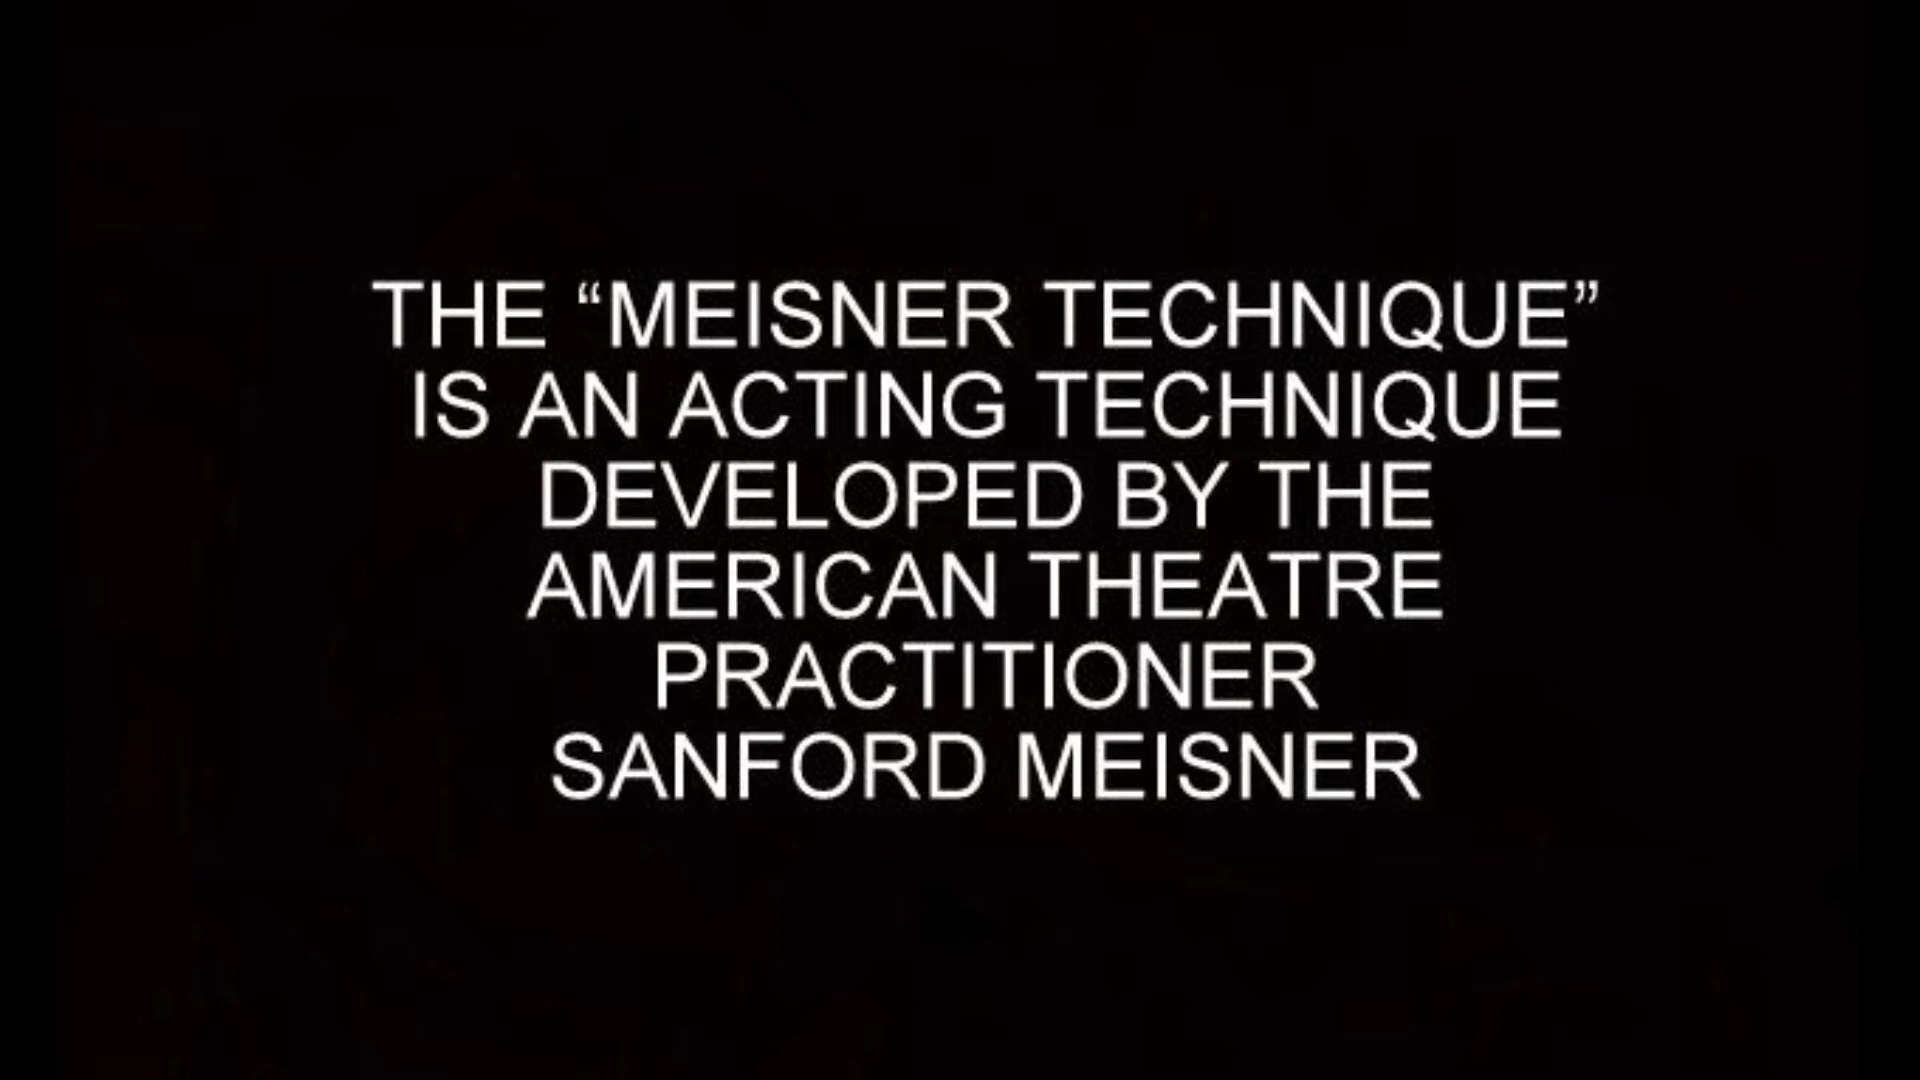 THE “MEISNER TECHNIQUE”
IS AN ACTING TECHNIQUE
DEVELOPED BY THE
AMERICAN THEATRE
PRACTITIONER
SANFORD MEISNER